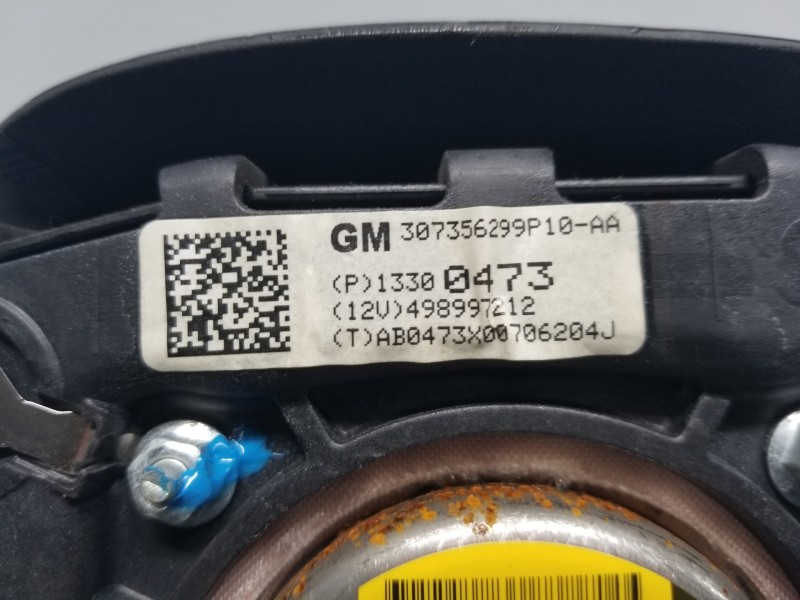 GM 307356299P10-AA
(P)1330 0473
(12V)498997212
(T)AB0473X00706204J